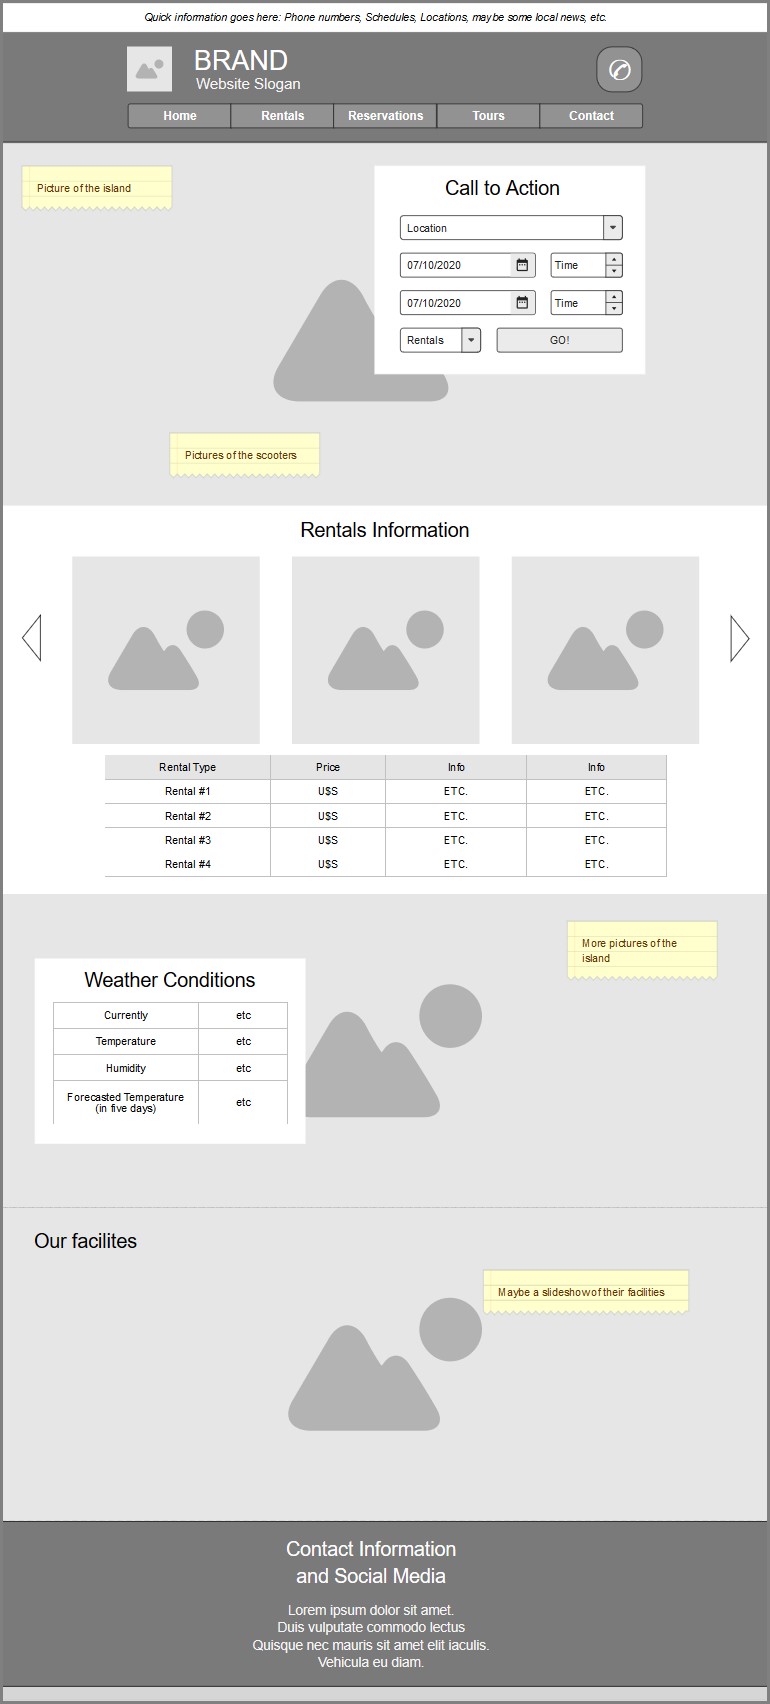 Quick information goes here: Phone numbers, Schedules, Locations, maybe some local news, etc.
BRAND
Website Slogan
Home Rentals Reservations Tours Contact
Picture of the island
Call to Action
Location
07/10/2020 Time
07/10/2020 Time
Rentals GO!
Pictures of the scooters
Rentals Information
Rental Type Price Info Info
Rental #1 U$S ETC. ETC.
Rental #2 U$S ETC. ETC.
Rental #3 U$S ETC. ETC.
Rental #4 U$S ETC. ETC.
More pictures of the
island
Weather Conditions
Currently etc
Temperature etc
Humidity etc
Forecasted Temperature
(in five days) etc
Our facilites
Maybe a slideshow of their facilities
Contact Information
and Social Media
Lorem ipsum dolor sit amet.
Duis vulputate commodo lectus
Quisque nec mauris sit amet elit iaculis.
Vehicula eu diam.